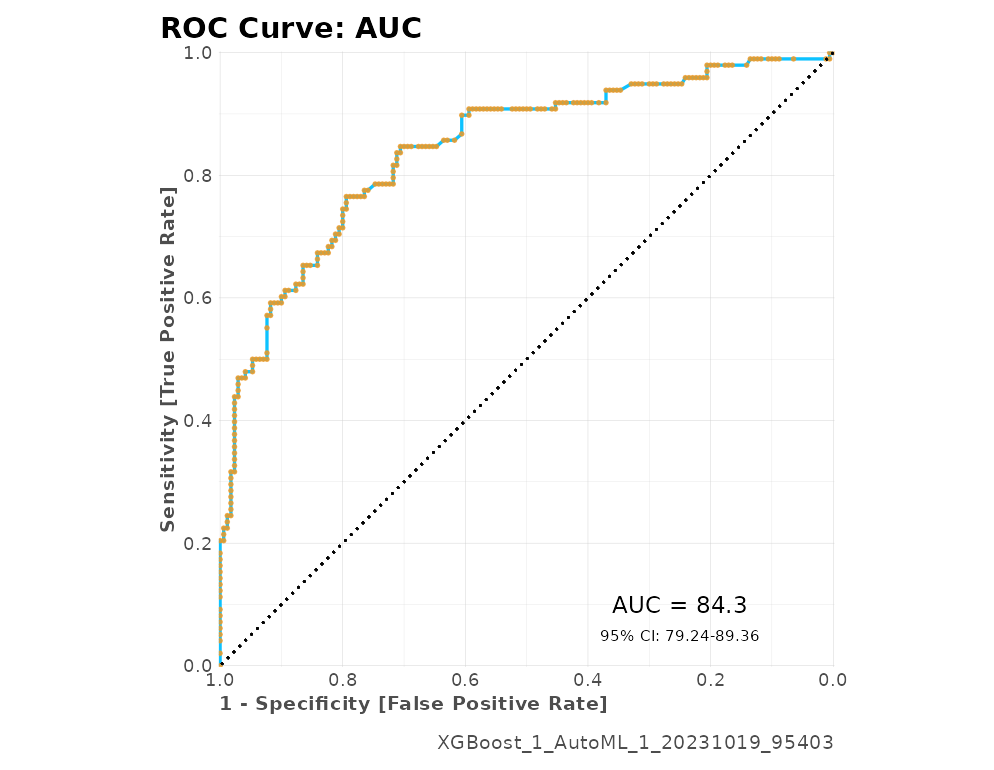 ROC Curve: AUC
Sensitivity [True Positive Rate]
1.0
0.8
0.6
0.4
0.2
0.0
AUC = 84.3
95% CI: 79.24-89.36
1.0 0.8 0.6 0.4 0.2 0.0
1 - Specificity [False Positive Rate]
XGBoost_1_AutoML_1_20231019_95403